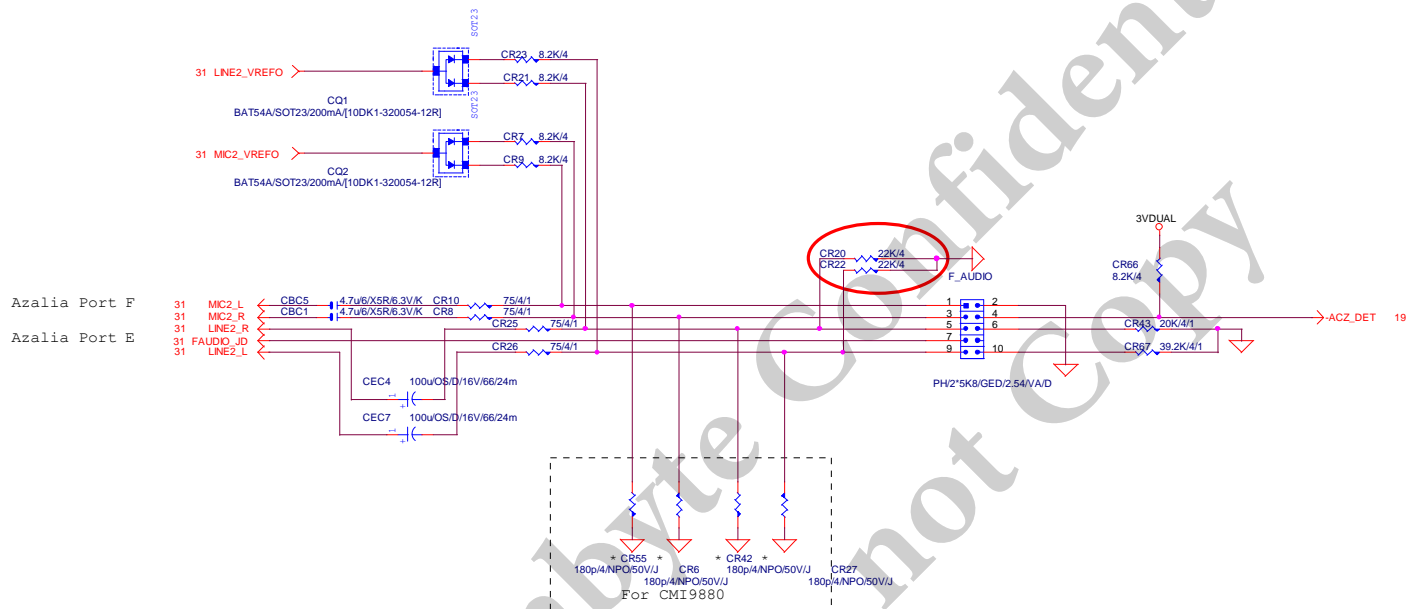 SOT23
31 LINE2_VREFO
CR23 8.2K/4
CR21 8.2K/4
CQ1
BAT54A/SOT23/200mA/[10DK1-320054-12R]
SOT23
31 MIC2_VREFO
CR7 8.2K/4
CR9 8.2K/4
CQ2
BAT54A/SOT23/200mA/[10DK1-320054-12R]
3VDUAL
CR20 22K/4
CR22 22K/4
CR66
8.2K/4
F_AUDIO
Azalia Port F
31 MIC2_L CBC5 4.7u/6/X5R/6.3V/K CR10 75/4/1
1 2
31 MIC2_R CBC1 4.7u/6/X5R/6.3V/K CR8 75/4/1
3 4
-ACZ_DET 19
31 LINE2_R CR25 75/4/1
5 6
CR43 20K/4/1
Azalia Port E
31 FAUDIO_JD
7
31 LINE2_L CR26 75/4/1
9 10
CR67 39.2K/4/1
PH/2*5K8/GED/2.54/VA/D
CEC4 100u/OS/D/16V/66/24m
1
+
CEC7 100u/OS/D/16V/66/24m
1
+
* CR55 * * CR42 *
180p/4/NPO/50V/J CR6 180p/4/NPO/50V/J CR27
180p/4/NPO/50V/J 180p/4/NPO/50V/J
For CMI9880
byte Confident
not Copy